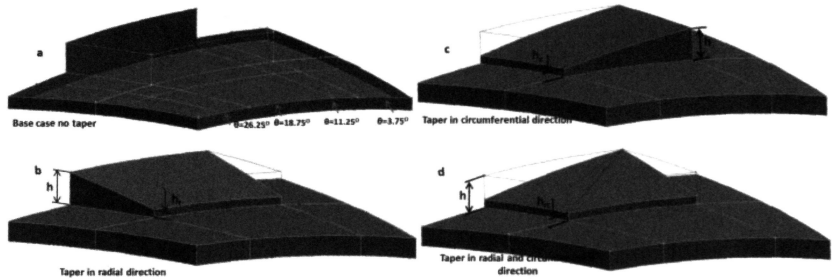 a
Base case no taper
θ=26.25° θ=18.75° θ=11.25° θ=3.75°
c
h
Taper in circumferential direction
b
h
Taper in radial direction
d
h
Taper in radial and
direction